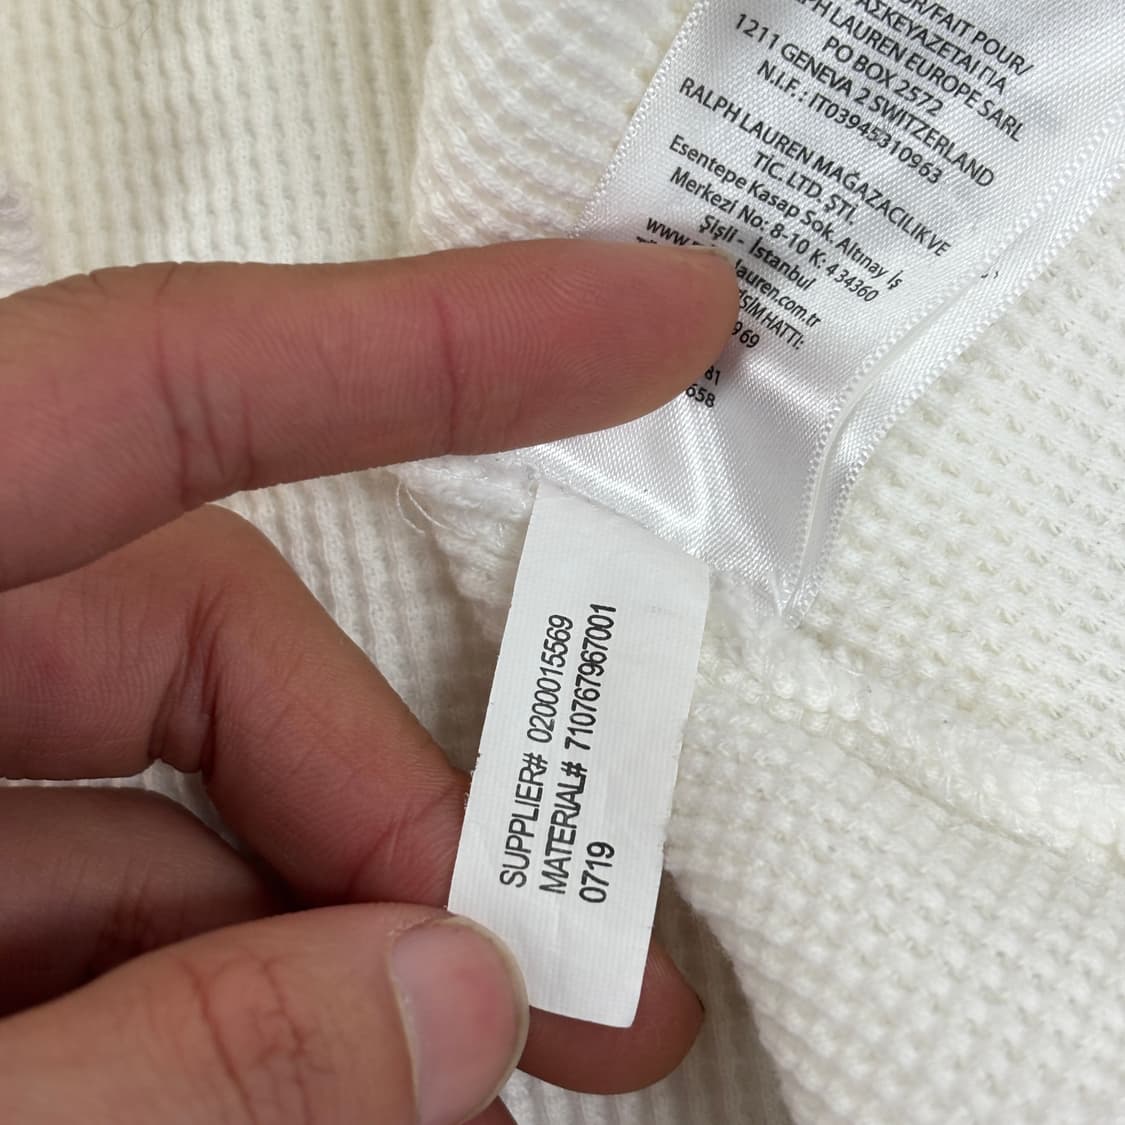 OR/FAIT POUR/
ΑΣΚΕΥΑΖΕΤΑΙ ΓΙΑ
PH LAUREN EUROPE SARL
PO BOX 2572
1211 GENEVA 2 SWITZERLAND
N.I.F.: IT03945310963
RALPH LAUREN MAĞAZACILIK VE
TİC. LTD. ŞTİ.
Esentepe Kasap Sok. Altınay İş
Merkezi No: 8-10 K: 4 34360
Şişli - İstanbul
www. lauren.com.tr
HATTI:
969
81
658
SUPPLIER# 0200015569
MATERIAL# 710767967001
0719